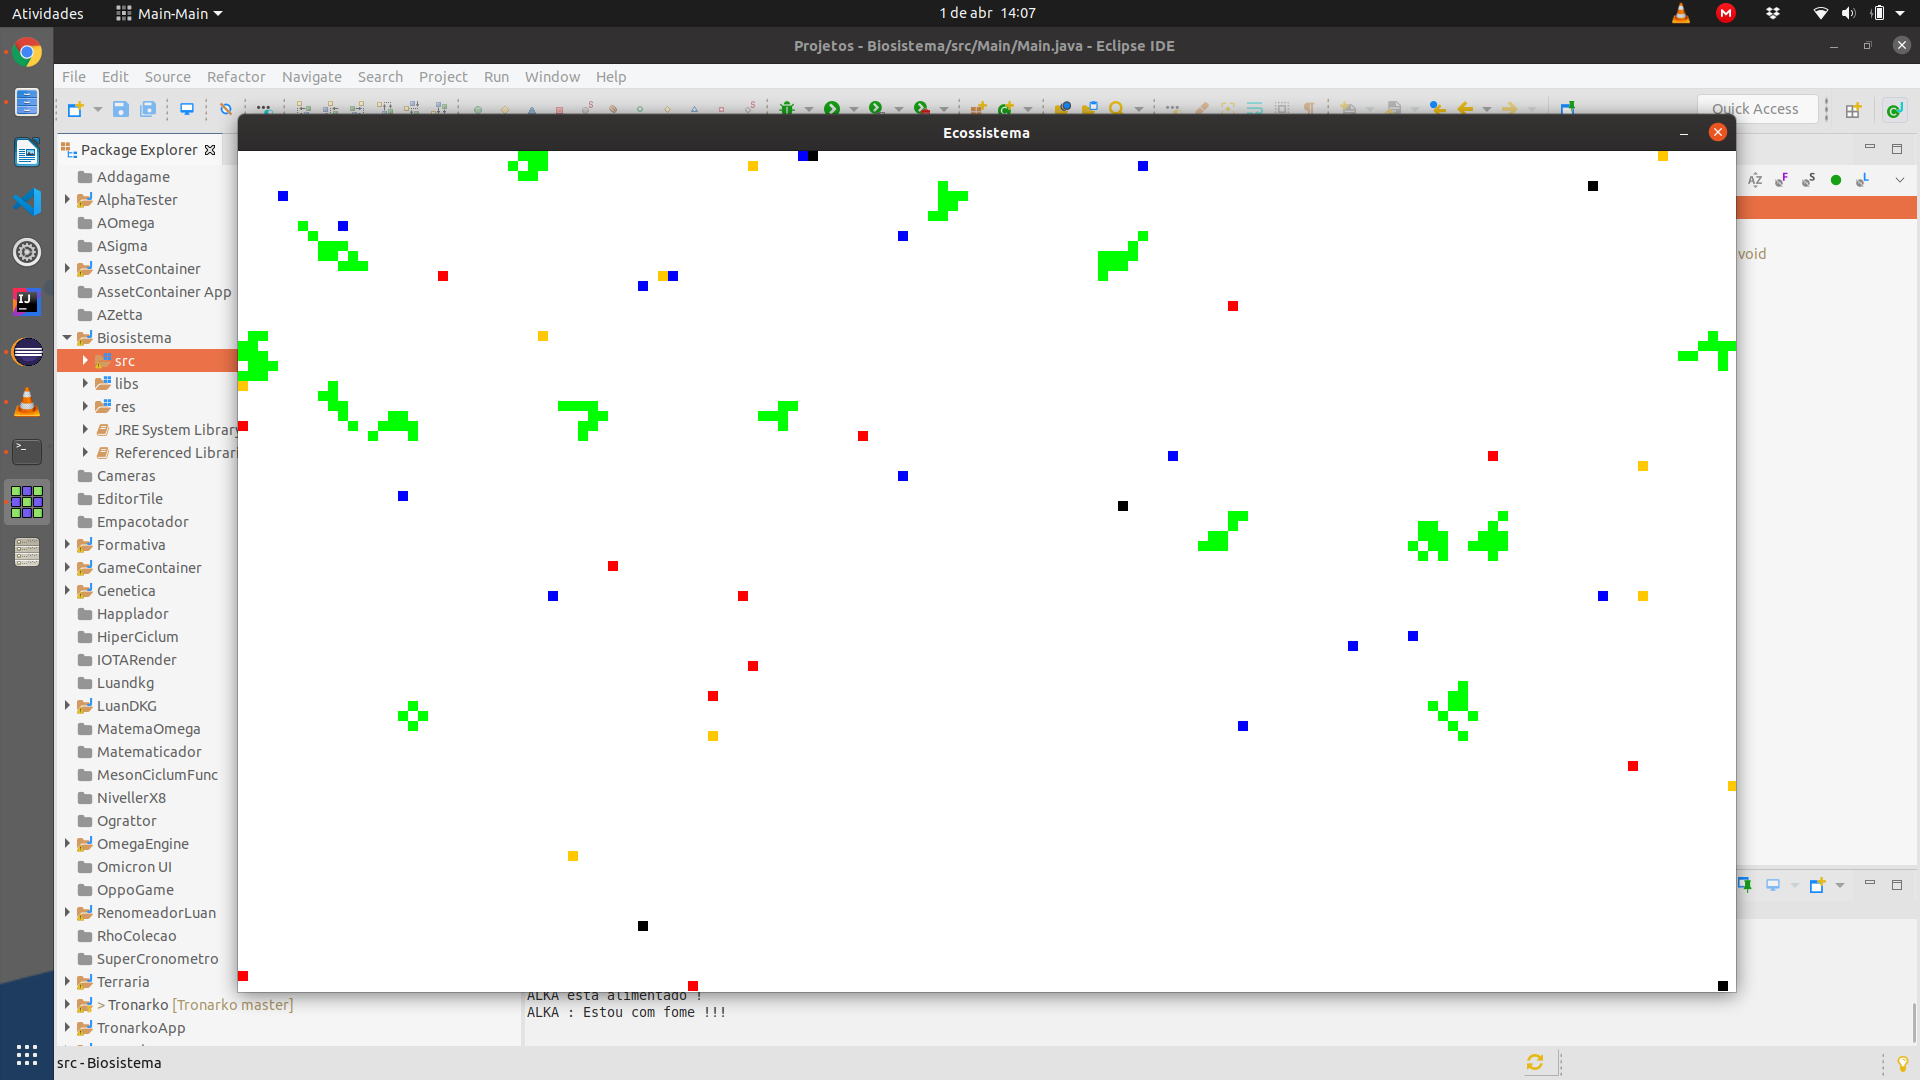 Atividades
Main-Main
1 de abr 14:07
Projetos - Biosistema/src/Main/Main.java - Eclipse IDE
File Edit Source Refactor Navigate Search Project Run Window Help
Quick Access
Ecossistema
Package Explorer
Addagame
AlphaTester
AOmega
ASigma
AssetContainer
AssetContainer App
AZetta
Biosistema
src
libs
res
JRE System Library
Referenced Librari
Cameras
EditorTile
Empacotador
Formativa
GameContainer
Genetica
Happlador
HiperCiclum
IOTARender
Luandkg
LuanDKG
MatemaOmega
Matematicador
MesonCiclumFunc
NivellerX8
Ograttor
OmegaEngine
Omicron UI
OppoGame
RenomeadorLuan
RhoColecao
SuperCronometro
Terraria
> Tronarko [Tronarko master]
TronarkoApp
void
ALKA esta alimentado !
ALKA : Estou com fome !!!
src - Biosistema